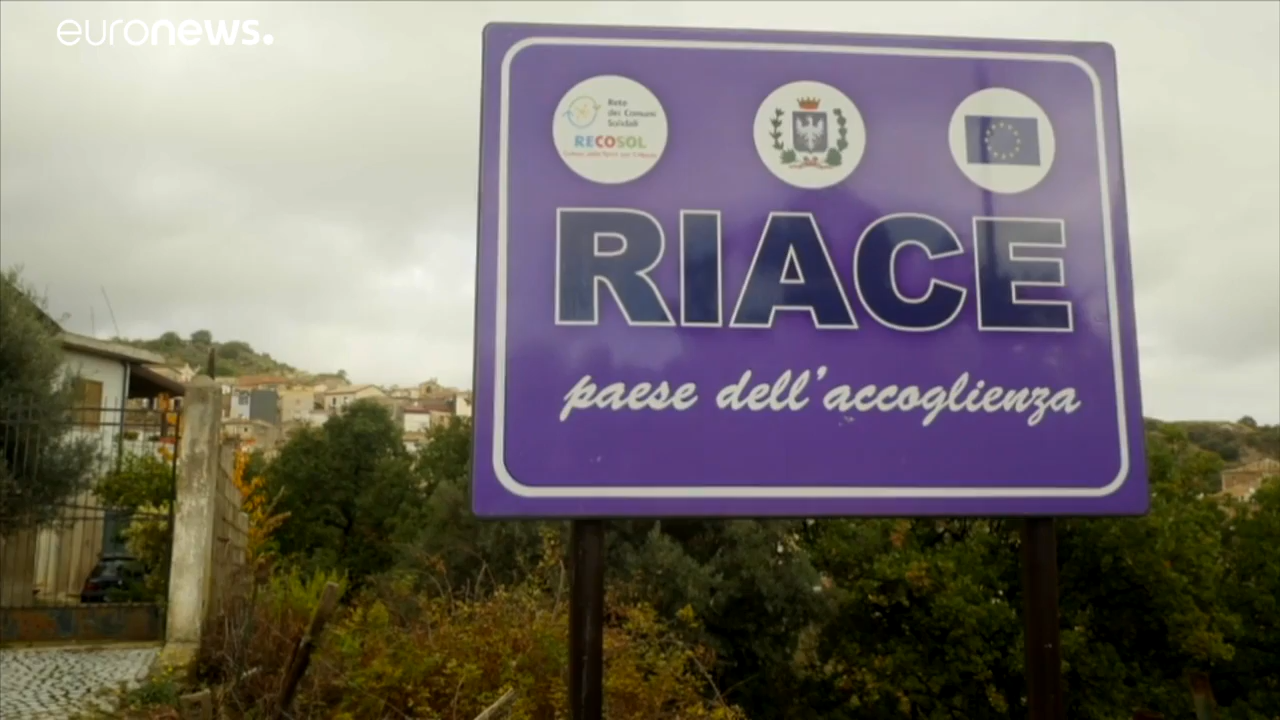 euronews.
Rete
dei Comuni
Solidali
RECOSOL
RIACE
paese dell'accoglienza